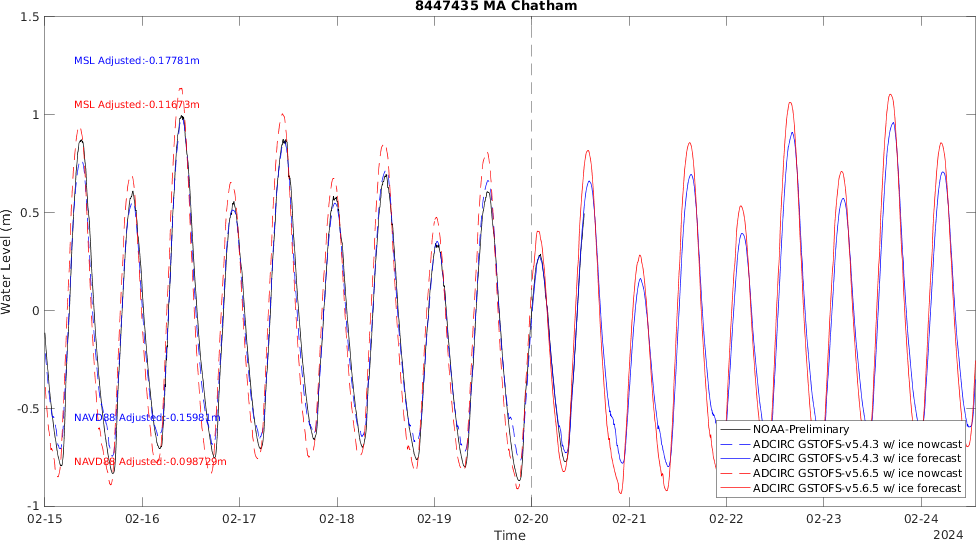 8447435 MA Chatham
1.5
1
0.5
0
-0.5
-1
Water Level (m)
MSL Adjusted:-0.17781m
MSL Adjusted:-0.11673m
NAVD88 Adjusted:-0.15981m
NAVD88 Adjusted:-0.098729m
NOAA-Preliminary
ADCIRC GSTOFS-v5.4.3 w/ ice nowcast
ADCIRC GSTOFS-v5.4.3 w/ ice forecast
ADCIRC GSTOFS-v5.6.5 w/ ice nowcast
ADCIRC GSTOFS-v5.6.5 w/ ice forecast
02-15 02-16 02-17 02-18 02-19 02-20 02-21 02-22 02-23 02-24
Time
2024